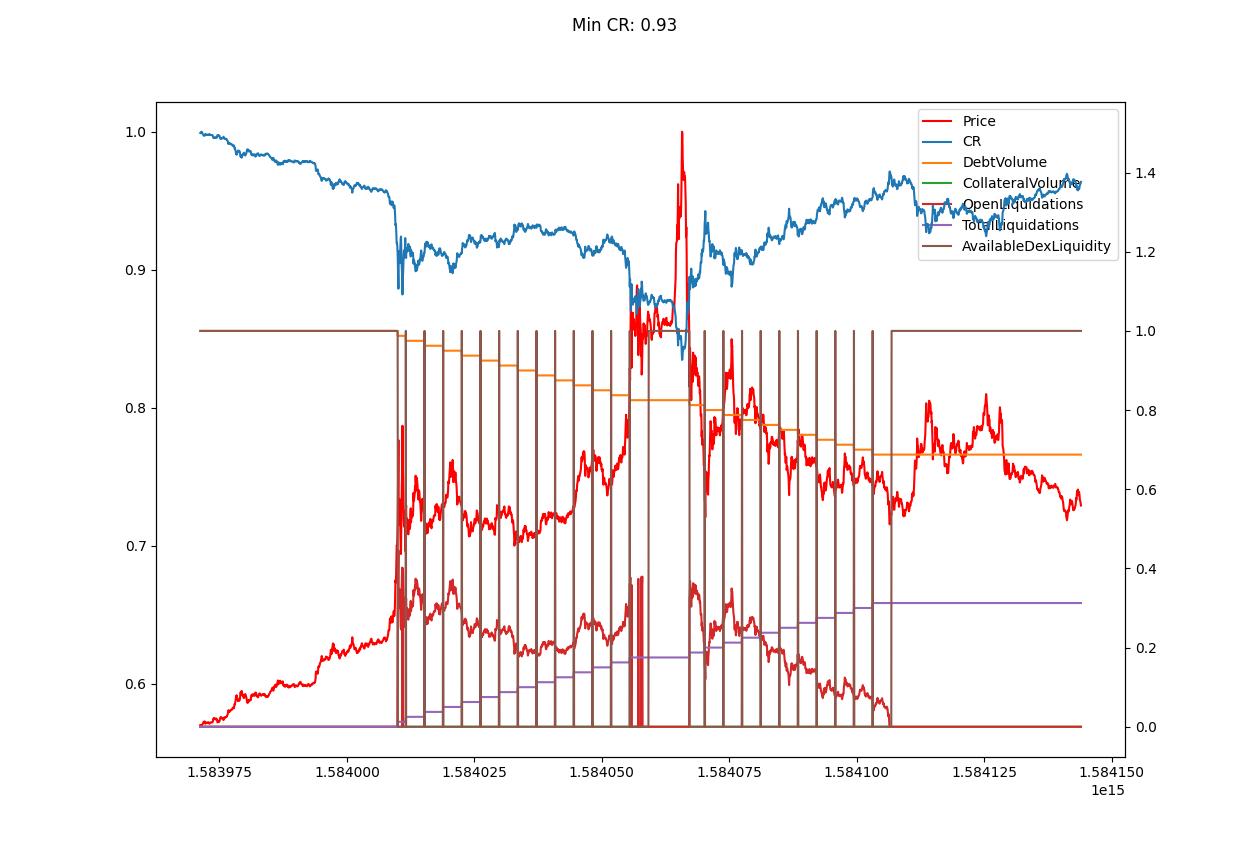 Min CR: 0.93
1.0
0.9
0.8
0.7
0.6
1.4
1.2
1.0
0.8
0.6
0.4
0.2
0.0
Price
CR
DebtVolume
CollateralVolume
OpenLiquidations
TotalLiquidations
AvailableDexLiquidity
1.583975 1.584000 1.584025 1.584050 1.584075 1.584100 1.584125 1.584150
1e15